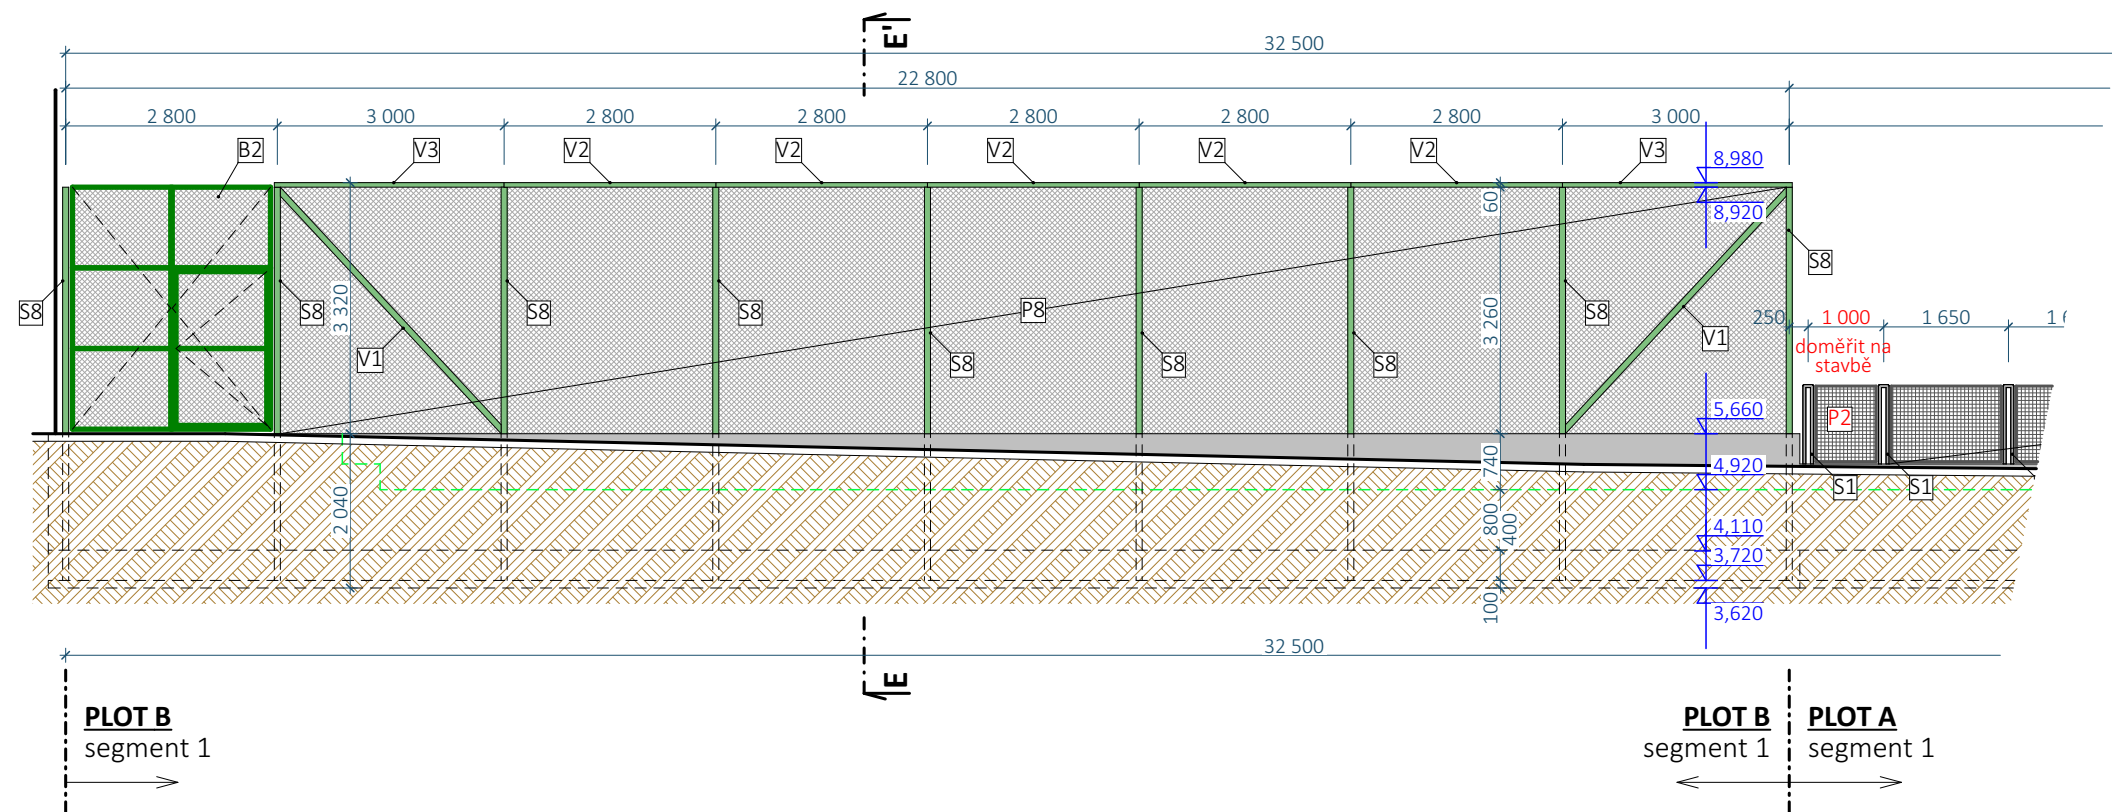 E'
32 500
22 800
2 800
3 000
2 800
2 800
2 800
2 800
2 800
3 000
B2
V3
V2
V2
V2
V2
V2
V3
8,980
60
8,920
S8
S8
S8
S8
S8
P8
S8
S8
3 320
3 260
250
1 000
1 650
doměřit na
stavbě
V1
S8
S8
S8
V1
5,660
P2
740
4,920
S1
S1
2 040
800
400
4,110
3,720
100
3,620
32 500
E
PLOT B
segment 1
PLOT B
segment 1
PLOT A
segment 1